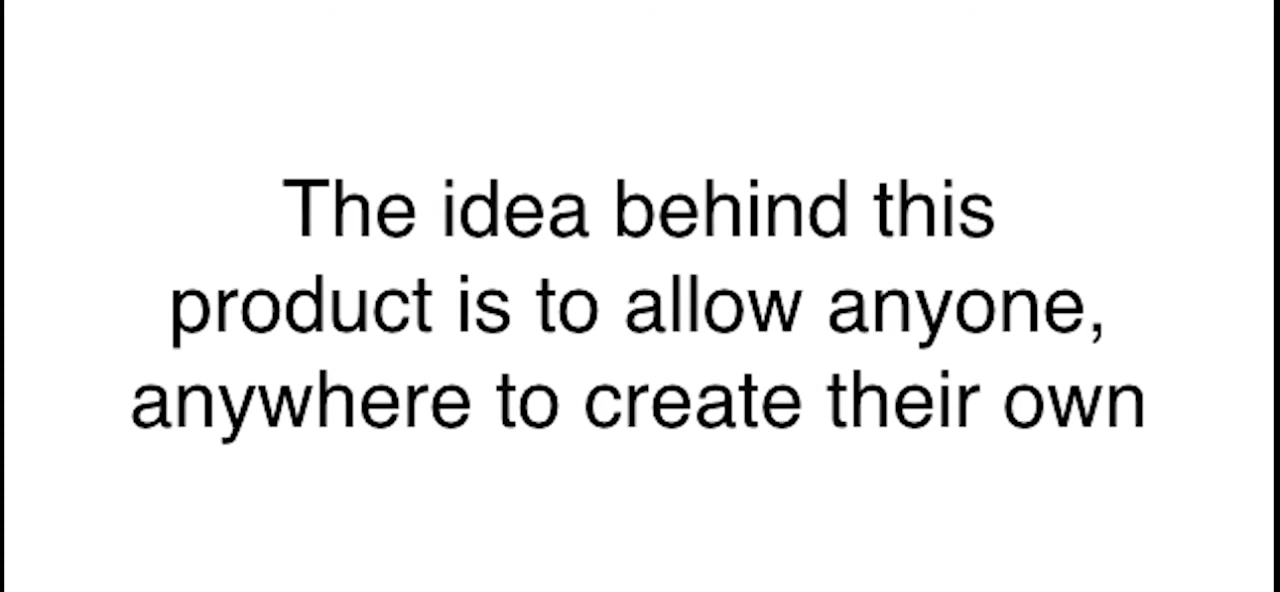 The idea behind this
product is to allow anyone,
anywhere to create their own